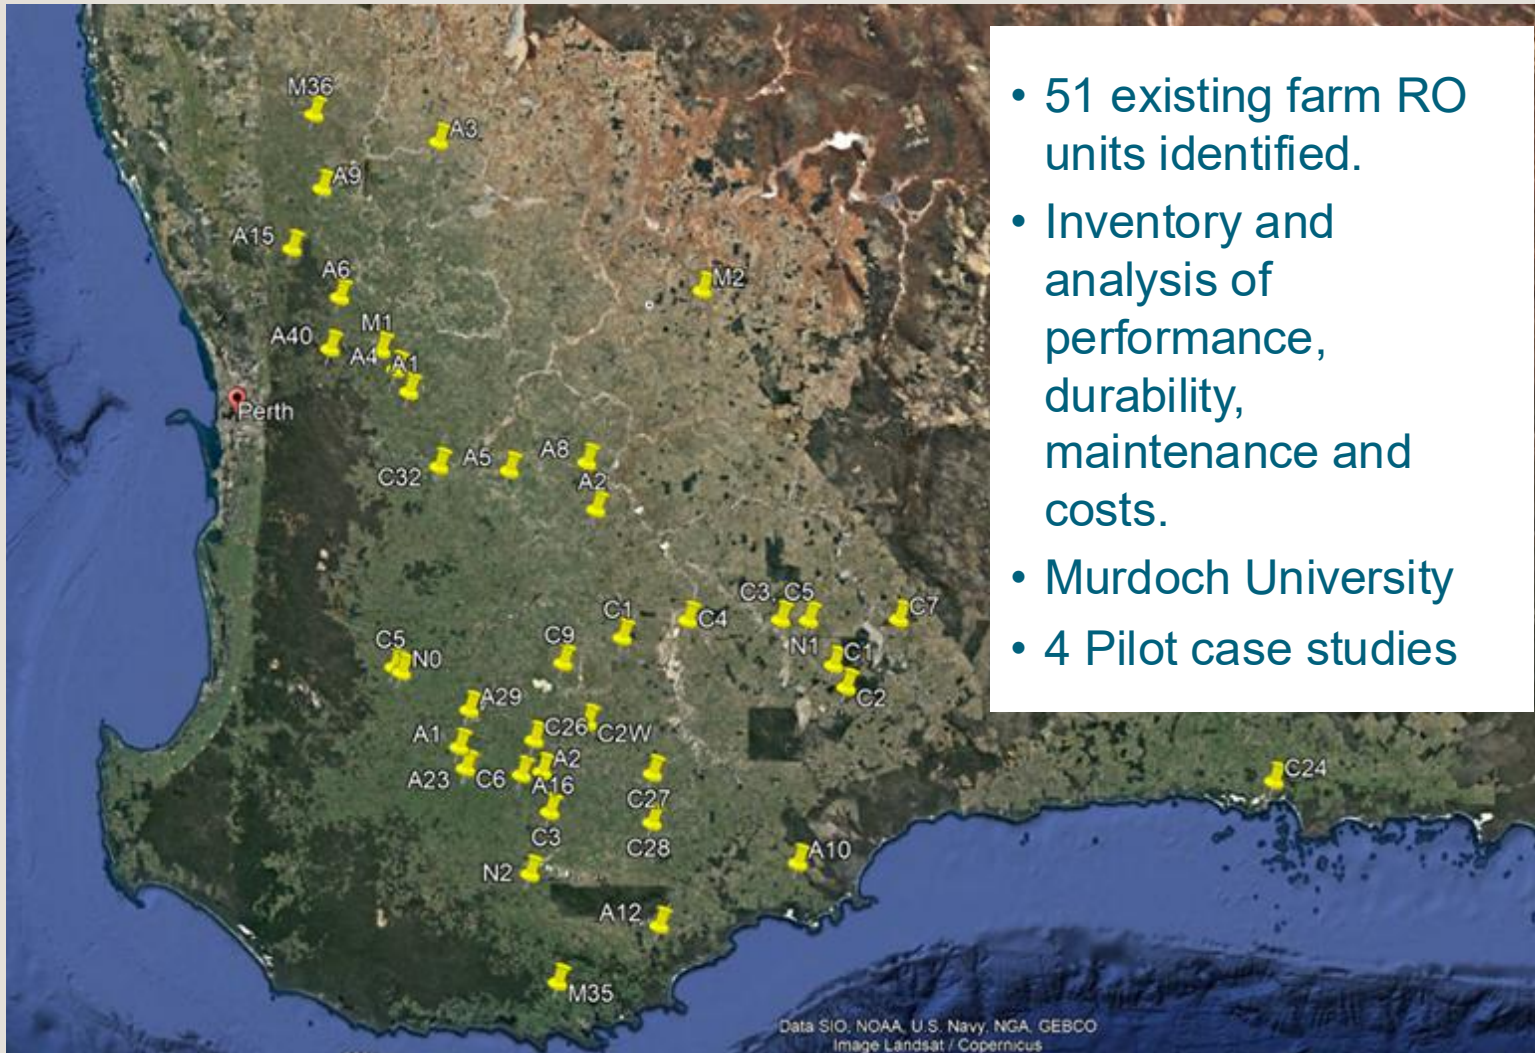 M36
A3
A9
A15
A6
M2
M1
A40
A4
A1
Perth
A8
A5
C32
A2
C3
C5
C1
C4
C7
C9
C5
N0
N1
C1
C2
A29
C26
C2W
A1
A2
A23
C6
A16
C27
C24
C3
C28
A10
N2
A12
M35
Data SIO, NOAA, U.S. Navy, NGA, GEBCO
Image Landsat / Copernicus
• 51 existing farm RO
units identified.
• Inventory and
analysis of
performance,
durability,
maintenance and
costs.
• Murdoch University
• 4 Pilot case studies